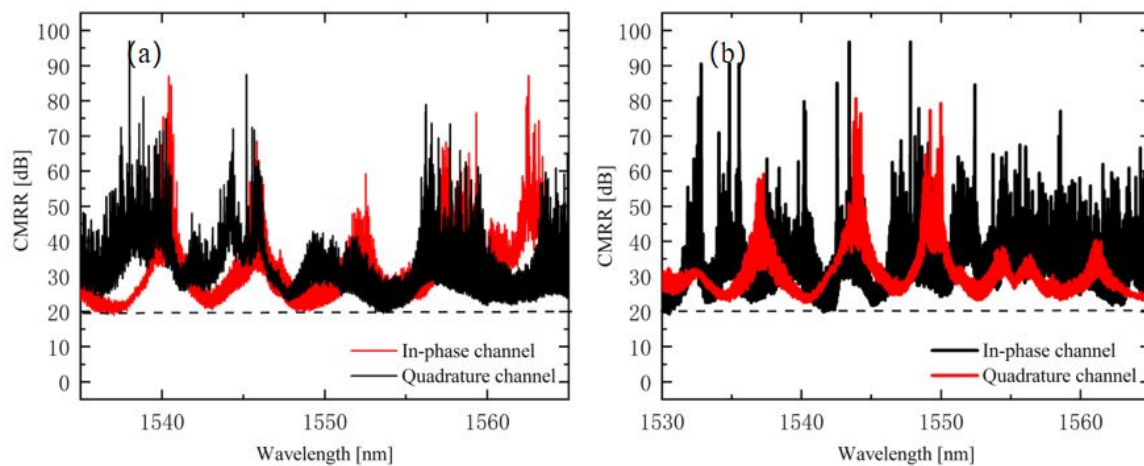 (a)
CMRR [dB]
100
90
80
70
60
50
40
30
20
10
0
In-phase channel
Quadrature channel
1540
1550
1560
Wavelength [nm]
(b)
CMRR [dB]
100
90
80
70
60
50
40
30
20
10
0
In-phase channel
Quadrature channel
1530
1540
1550
1560
Wavelength [nm]